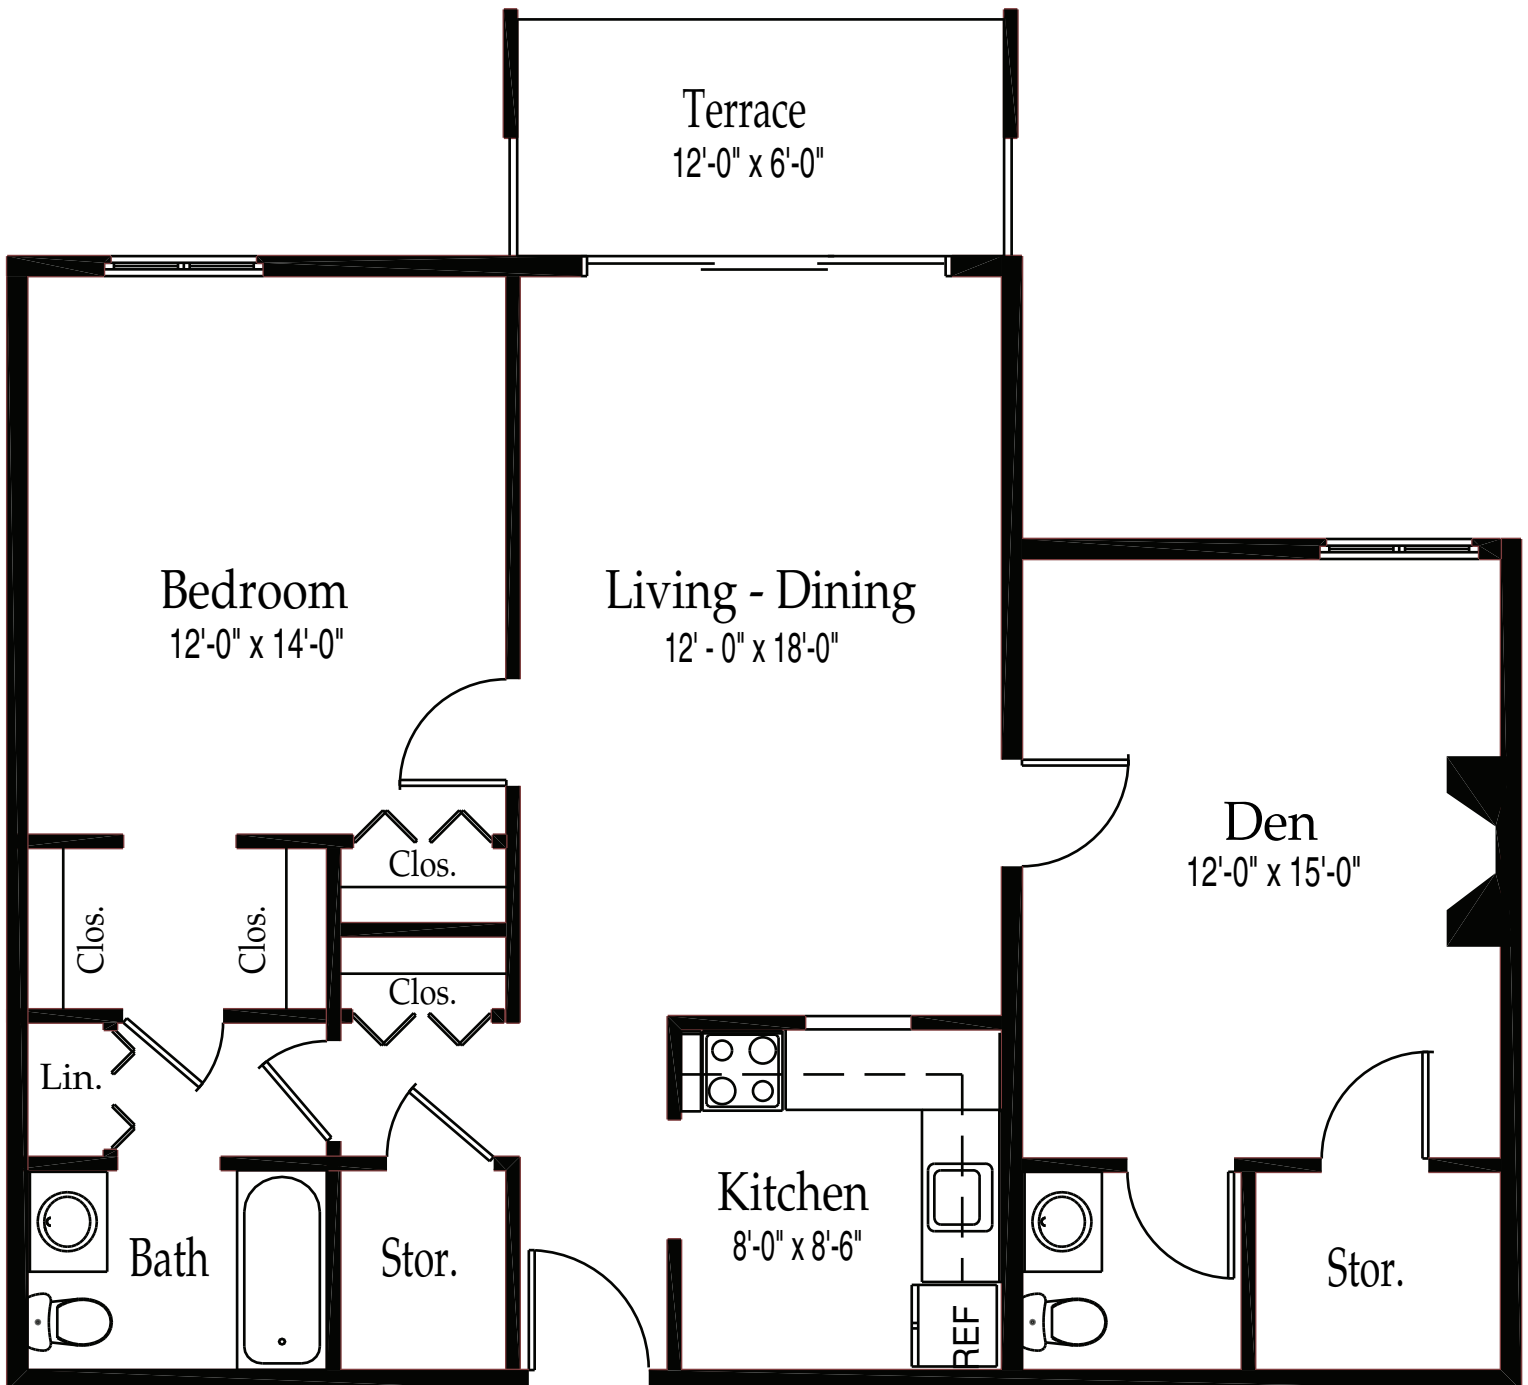 Terrace
12'-0" x 6'-0"
Bedroom
12'-0" x 14'-0"
Living - Dining
12' - 0" x 18'-0"
Den
12'-0" x 15'-0"
Clos.
Clos.
Clos.
Clos.
Lin.
Kitchen
8'-0" x 8'-6"
Bath
Stor.
Stor.
REF